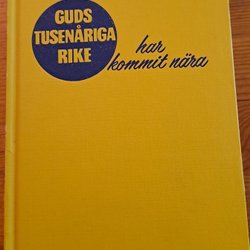 GUDS
TUSENÅRIGA
RIKE
har
kommit nära